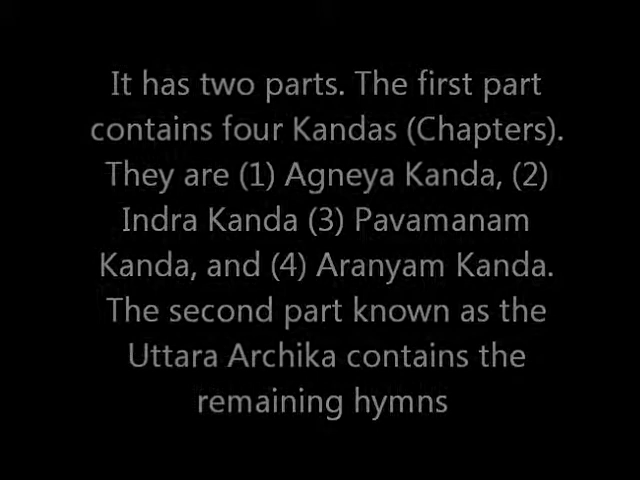 It has two parts. The first part
contains four Kandas (Chapters).
They are (1) Agneya Kanda, (2)
Indra Kanda (3) Pavamanam
Kanda, and (4) Aranyam Kanda.
The second part known as the
Uttara Archika contains the
remaining hymns